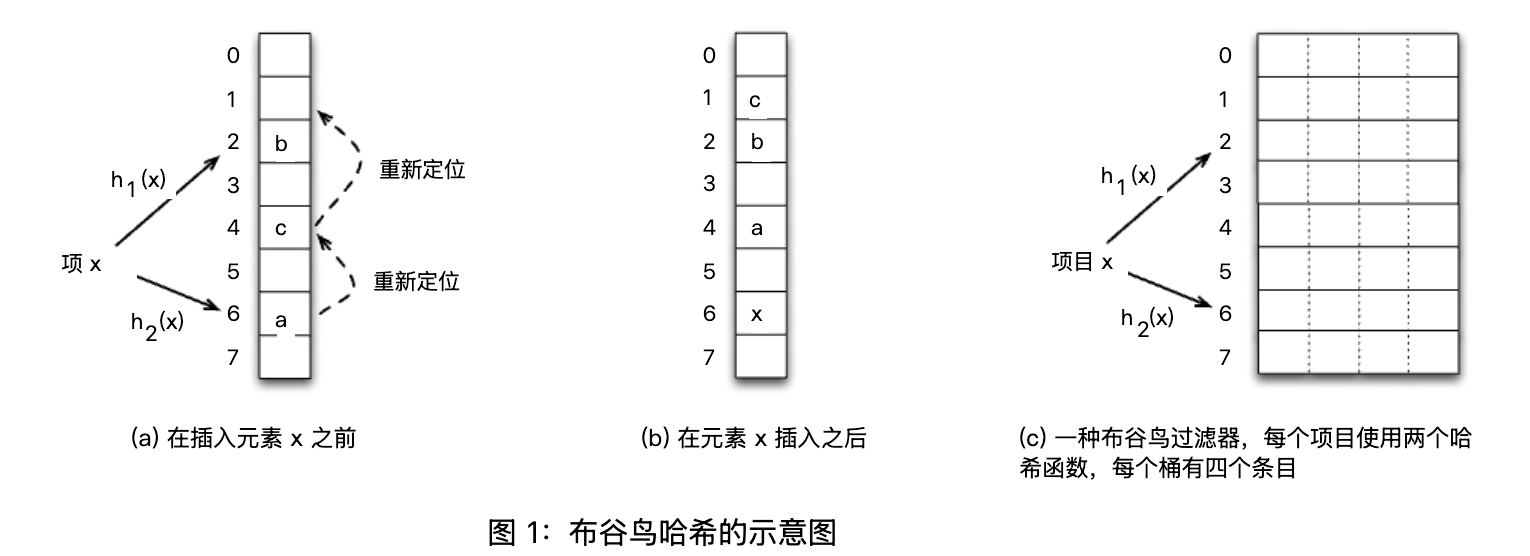 0
1
2 b
3
4 c
5
6 a
7
h1(x)
项 x
h2(x)
重新定位
重新定位
(a) 在插入元素 x 之前
0
1 c
2 b
3
4 a
5
6 x
7
(b) 在元素 x 插入之后
0
1
2
3
4
5
6
7
h1(x)
项目 x
h2(x)
(c) 一种布谷鸟过滤器，每个项目使用两个哈
希函数，每个桶有四个条目
图 1：布谷鸟哈希的示意图